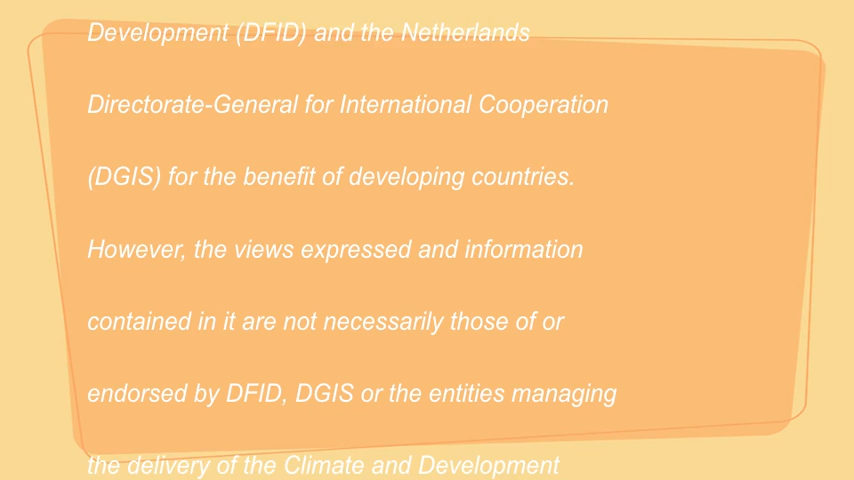 Development (DFID) and the Netherlands
Directorate-General for International Cooperation
(DGIS) for the benefit of developing countries.
However, the views expressed and information
contained in it are not necessarily those of or
endorsed by DFID, DGIS or the entities managing
the delivery of the Climate and Development